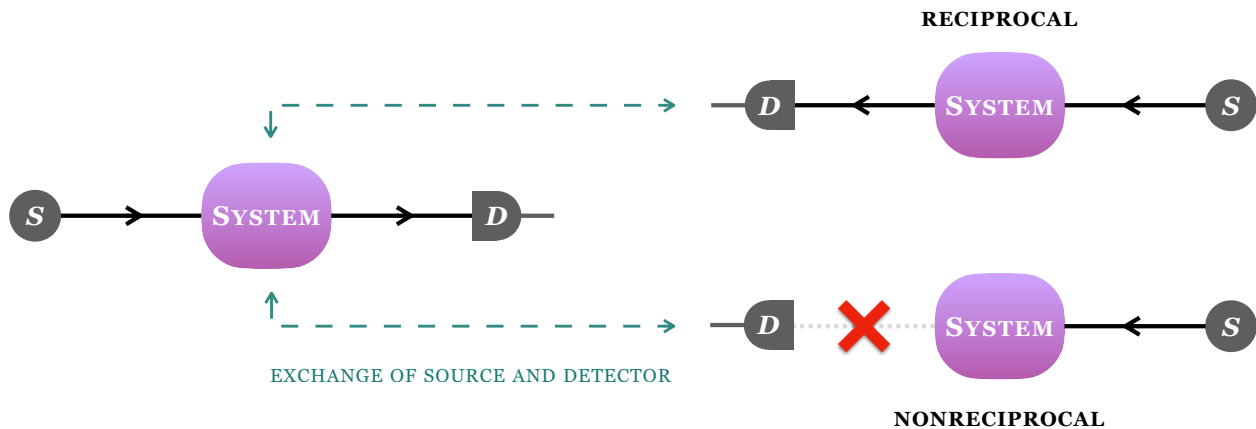 RECIPROCAL
D
SYSTEM
S
S
SYSTEM
D
D
SYSTEM
S
EXCHANGE OF SOURCE AND DETECTOR
NONRECIPROCAL